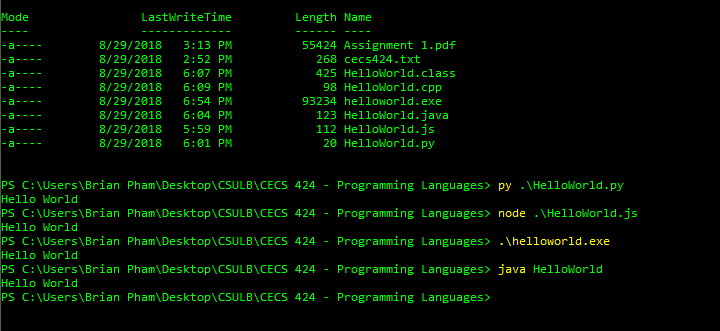 Mode LastWriteTime Length Name
---- ------------- ------ ----
-a---- 8/29/2018 3:13 PM 55424 Assignment 1.pdf
-a---- 8/29/2018 2:52 PM 268 cecs424.txt
-a---- 8/29/2018 6:07 PM 425 HelloWorld.class
-a---- 8/29/2018 6:09 PM 98 HelloWorld.cpp
-a---- 8/29/2018 6:54 PM 93234 helloworld.exe
-a---- 8/29/2018 6:04 PM 123 HelloWorld.java
-a---- 8/29/2018 5:59 PM 112 HelloWorld.js
-a---- 8/29/2018 6:01 PM 20 HelloWorld.py
PS C:\Users\Brian Pham\Desktop\CSULB\CECS 424 - Programming Languages> py .\HelloWorld.py
Hello World
PS C:\Users\Brian Pham\Desktop\CSULB\CECS 424 - Programming Languages> node .\HelloWorld.js
Hello World
PS C:\Users\Brian Pham\Desktop\CSULB\CECS 424 - Programming Languages> .\helloworld.exe
Hello World
PS C:\Users\Brian Pham\Desktop\CSULB\CECS 424 - Programming Languages> java HelloWorld
Hello World
PS C:\Users\Brian Pham\Desktop\CSULB\CECS 424 - Programming Languages>